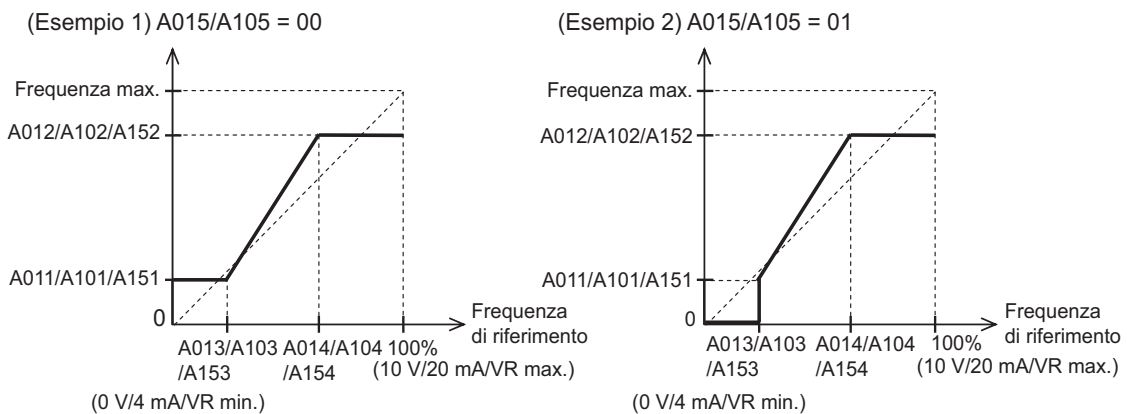 (Esempio 1) A015/A105 = 00
Frequenza max.
A012/A102/A152
A011/A101/A151
0
Frequenza
di riferimento
A013/A103 A014/A104 100%
/A153 /A154 (10 V/20 mA/VR max.)
(0 V/4 mA/VR min.)
(Esempio 2) A015/A105 = 01
Frequenza max.
A012/A102/A152
A011/A101/A151
0
Frequenza
di riferimento
A013/A103 A014/A104 100%
/A153 /A154 (10 V/20 mA/VR max.)
(0 V/4 mA/VR min.)